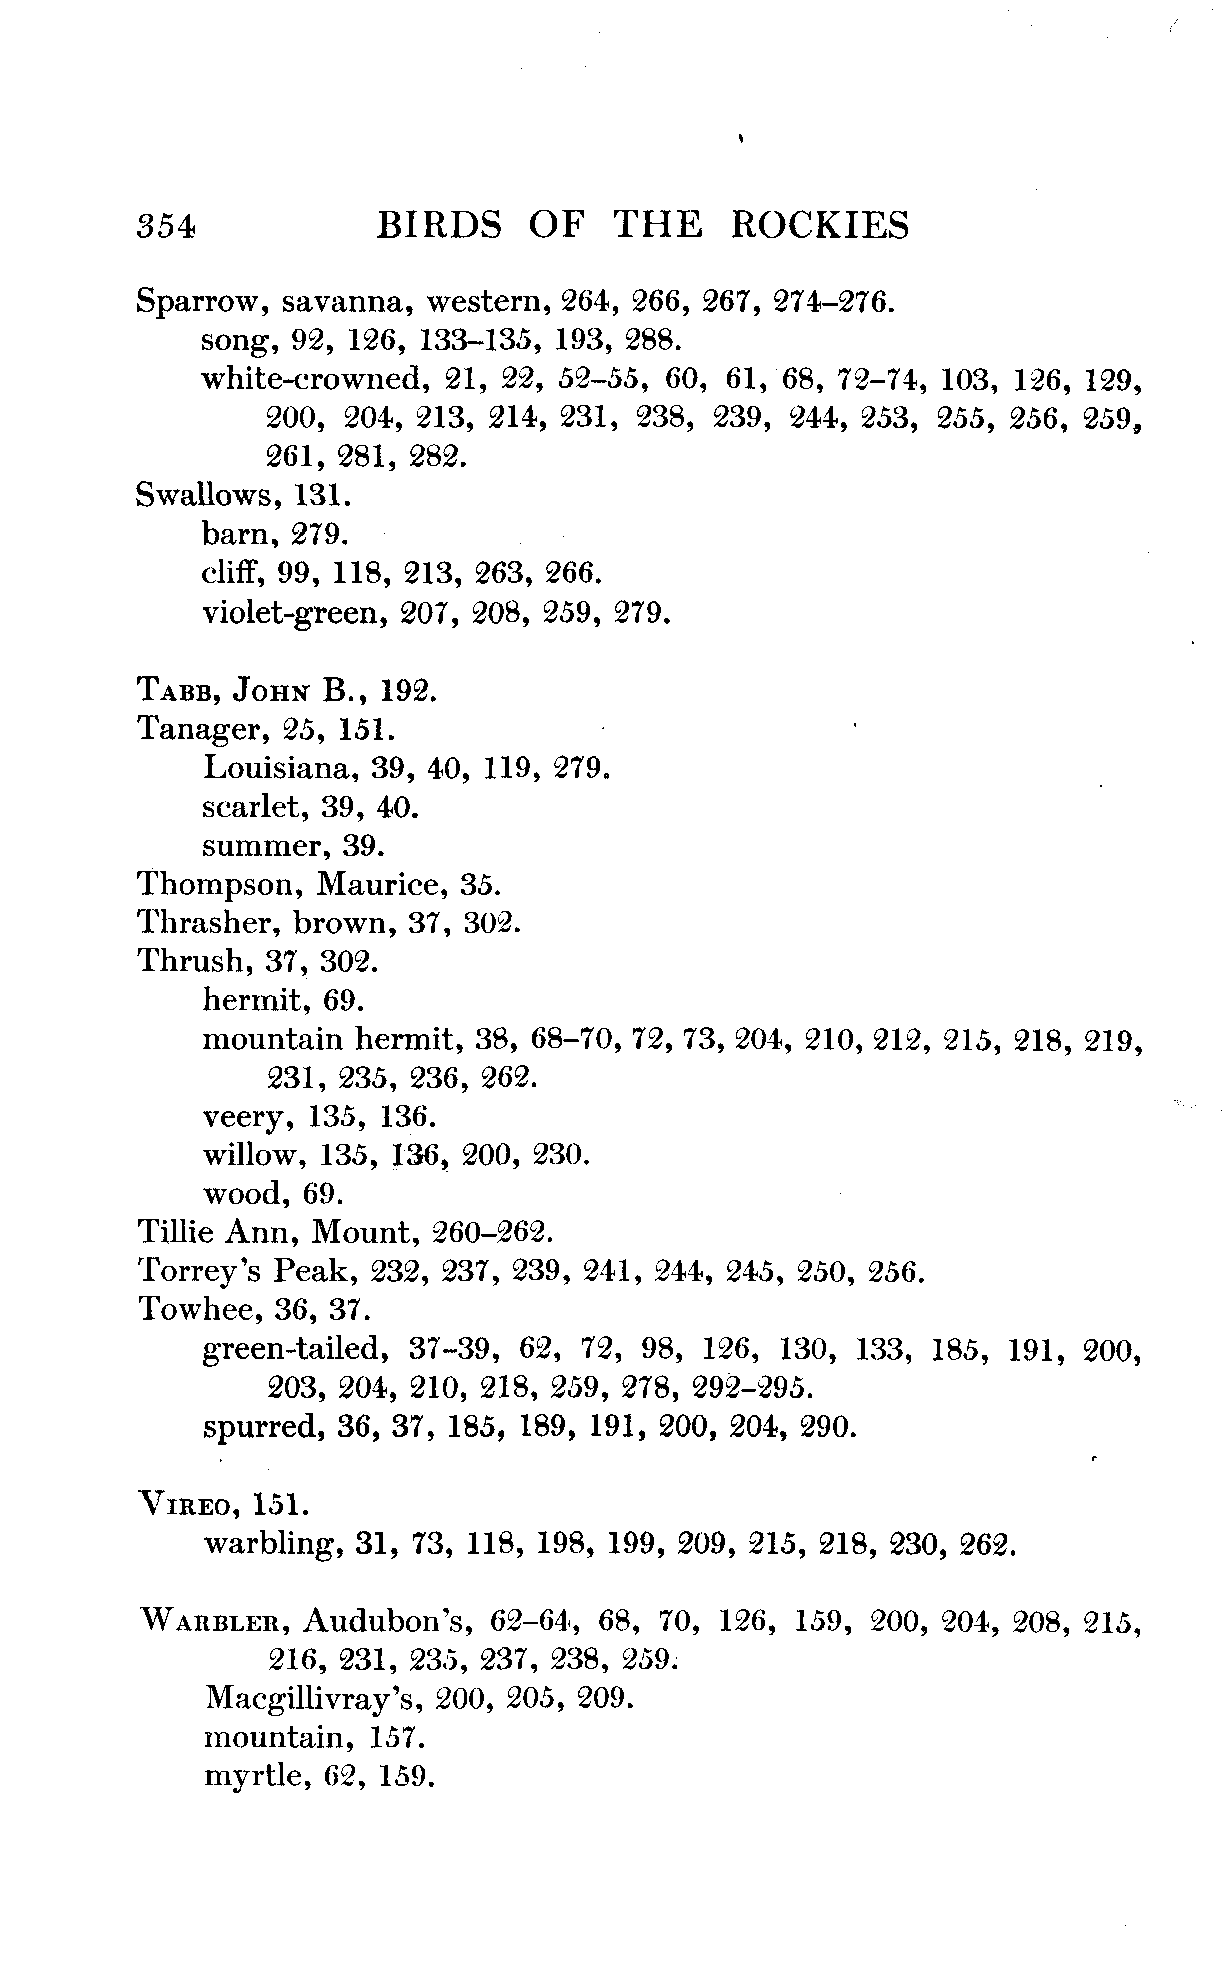 354 BIRDS OF THE ROCKIES
Sparrow, savanna, western, 264, 266, 267, 274–276.
song, 92, 126, 133–135, 193, 288.
white-crowned, 21, 22, 52–55, 60, 61, 68, 72–74, 103, 126, 129,
200, 204, 213, 214, 231, 238, 239, 244, 253, 255, 256, 259,
261, 281, 282.
Swallows, 131.
barn, 279.
cliff, 99, 118, 213, 263, 266.
violet-green, 207, 208, 259, 279.
TABB, JOHN B., 192.
Tanager, 25, 151.
Louisiana, 39, 40, 119, 279.
scarlet, 39, 40.
summer, 39.
Thompson, Maurice, 35.
Thrasher, brown, 37, 302.
Thrush, 37, 302.
hermit, 69.
mountain hermit, 38, 68–70, 72, 73, 204, 210, 212, 215, 218, 219,
231, 235, 236, 262.
veery, 135, 136.
willow, 135, 136, 200, 230.
wood, 69.
Tillie Ann, Mount, 260–262.
Torrey's Peak, 232, 237, 239, 241, 244, 245, 250, 256.
Towhee, 36, 37.
green-tailed, 37–39, 62, 72, 98, 126, 130, 133, 185, 191, 200,
203, 204, 210, 218, 259, 278, 292–295.
spurred, 36, 37, 185, 189, 191, 200, 204, 290.
VIREO, 151.
warbling, 31, 73, 118, 198, 199, 209, 215, 218, 230, 262.
WARBLER, Audubon's, 62–64, 68, 70, 126, 159, 200, 204, 208, 215,
216, 231, 235, 237, 238, 259.
Macgillivray's, 200, 205, 209.
mountain, 157.
myrtle, 62, 159.